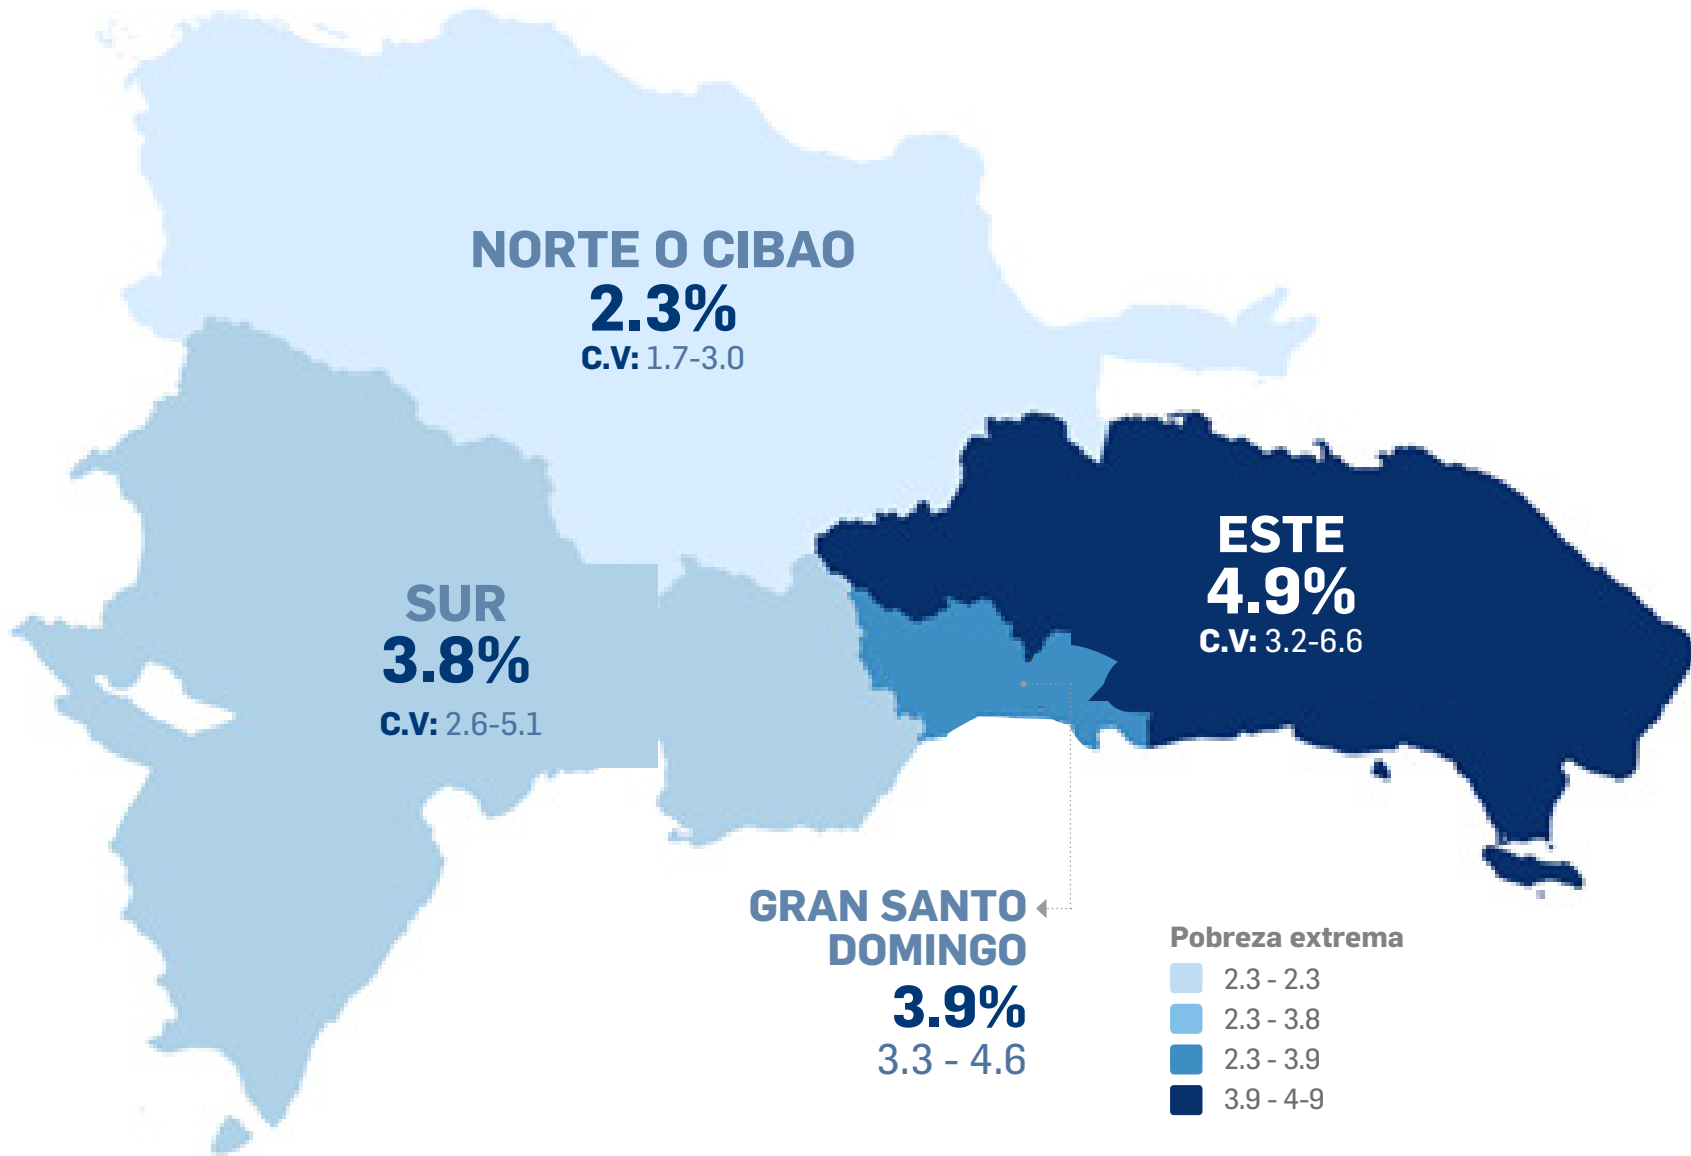 NORTE O CIBAO
2.3%
C.V: 1.7-3.0
ESTE
4.9%
C.V: 3.2-6.6
SUR
3.8%
C.V: 2.6-5.1
GRAN SANTO
DOMINGO
3.9%
3.3 - 4.6
Pobreza extrema
2.3 - 2.3
2.3 - 3.8
2.3 - 3.9
3.9 - 4-9